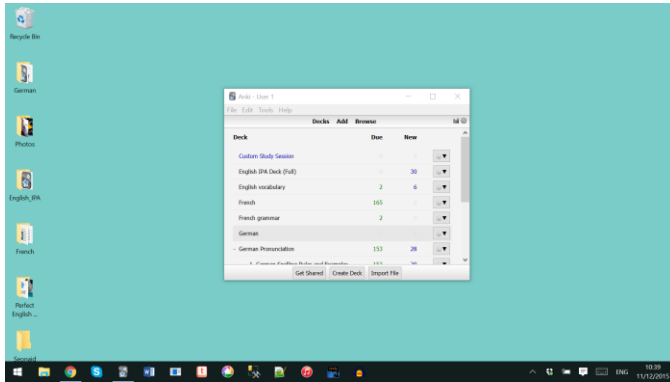 Recycle Bin
German
Photos
English_IPA
French
Perfect
English ...
Seonaid
Anki - User 1
File Edit Tools Help
Decks Add Browse
Deck Due New
Custom Study Session
English IPA Deck (Full) 30
English vocabulary 2 6
French 165
French grammar 2
German
- German Pronunciation 153 28
Get Shared Create Deck Import File
ENG
10:39
11/12/2015